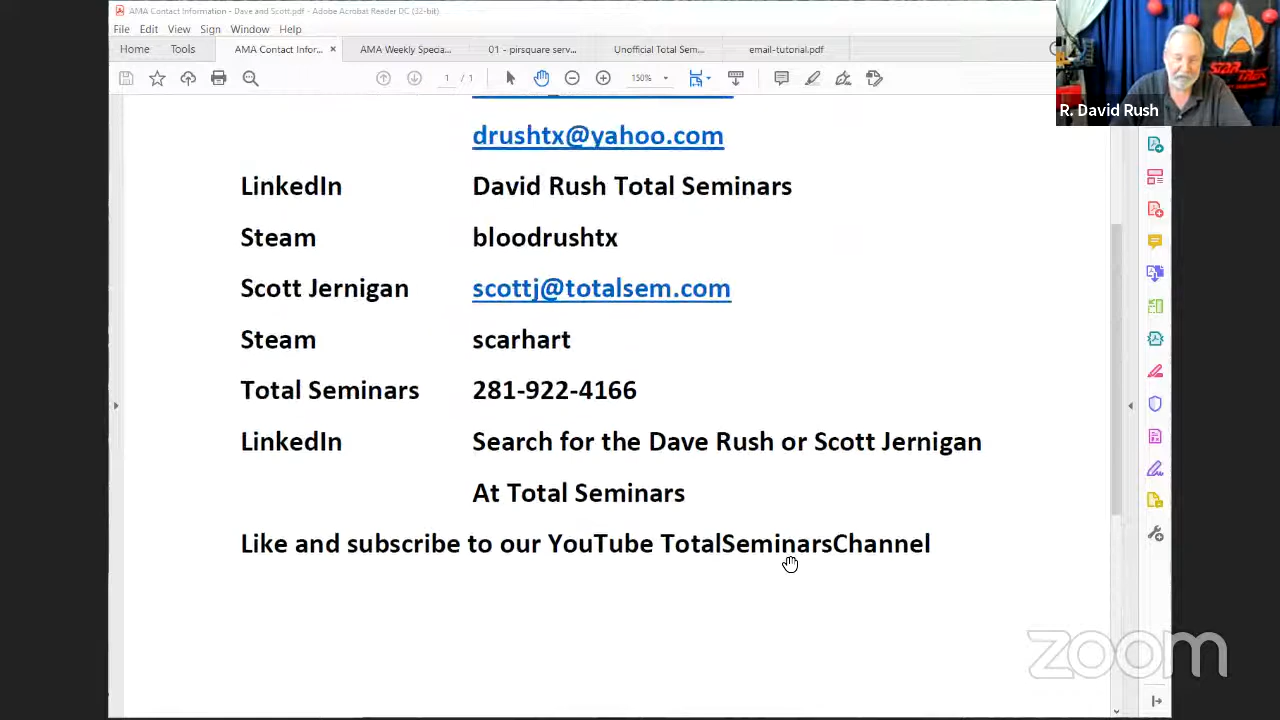 AMA Contact Information - Dave and Scott.pdf - Adobe Acrobat Reader DC (32-bit)
File Edit View Sign Window Help
Home Tools AMA Contact Infor... × AMA Weekly Specia... 01 - pirsquare serv... Unofficial Total Sem... email-tutorial.pdf
1 / 1 150%
STAR TREK
R. David Rush
drushtx@yahoo.com
LinkedIn David Rush Total Seminars
Steam bloodrushtx
Scott Jernigan scottj@totalsem.com
Steam scarhart
Total Seminars 281-922-4166
LinkedIn Search for the Dave Rush or Scott Jernigan
At Total Seminars
Like and subscribe to our YouTube TotalSeminarsChannel
zoom